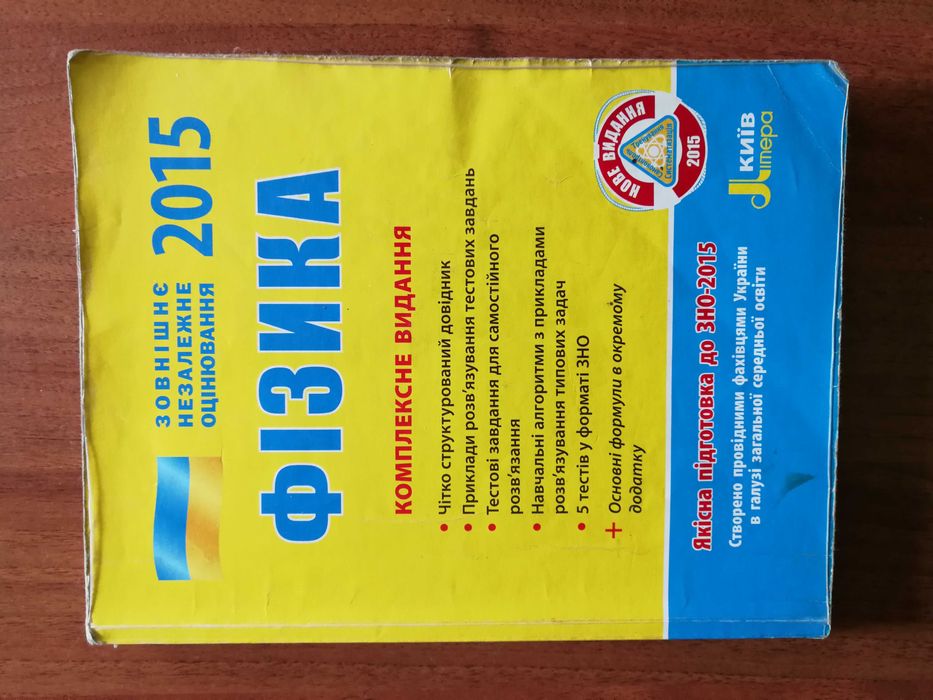 ЗОВНІШНЄ
НЕЗАЛЕЖНЕ
ОЦІНЮВАННЯ
2015
ФІЗИКА
КОМПЛЕКСНЕ ВИДАННЯ
• Чітко структурований довідник
• Приклади розв'язування тестових завдань
• Тестові завдання для самостійного
розв'язання
• Навчальні алгоритми з прикладами
розв'язування типових задач
• 5 тестів у форматі ЗНО
+ Основні формули в окремому
додатку
НОВЕ ВИДАННЯ
Тренування
Систематизація
2015
Якісна підготовка до ЗНО-2015
Створено провідними фахівцями України
в галузі загальної середньої освіти
КИЇВ
Літера